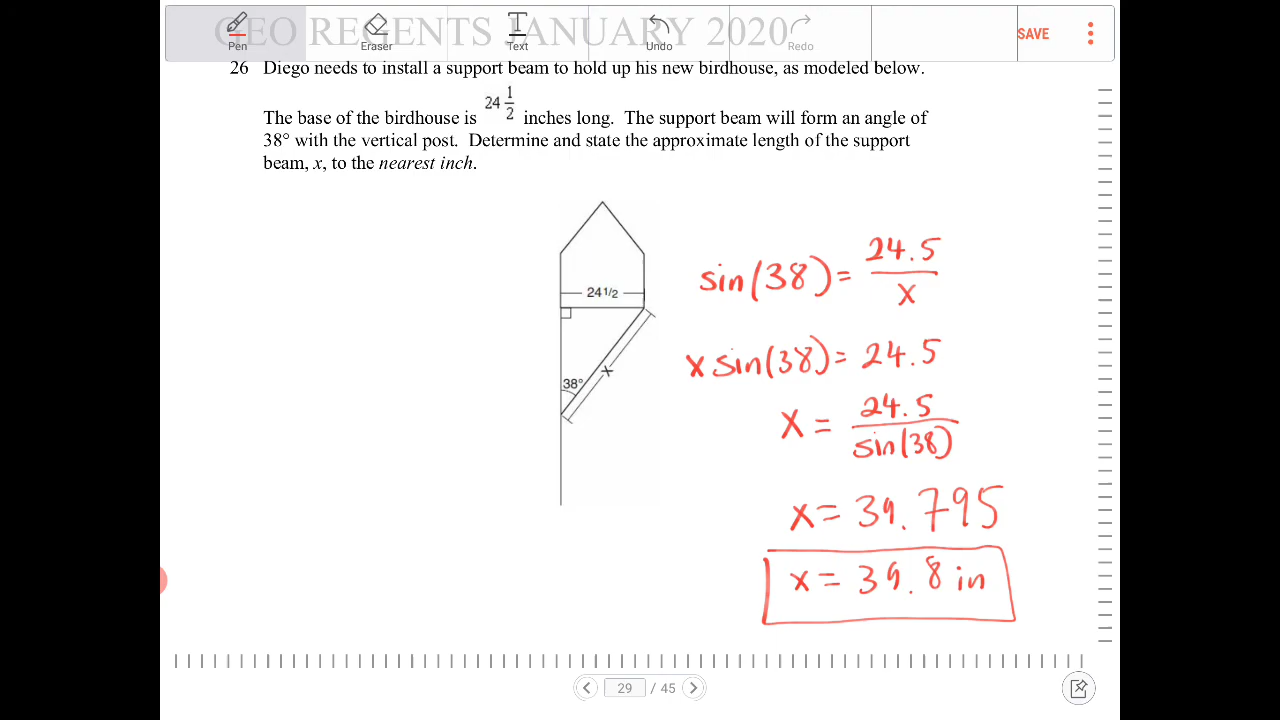 GEO REGENTS JANUARY 2020
Pen
Eraser
Text
Undo
Redo
SAVE
26 Diego needs to install a support beam to hold up his new birdhouse, as modeled below.
The base of the birdhouse is 24 1/2 inches long. The support beam will form an angle of
38° with the vertical post. Determine and state the approximate length of the support
beam, x, to the nearest inch.
24 1/2
38°
x
sin(38) = 24.5/x
x sin(38) = 24.5
x = 24.5/sin(38)
x = 39.795
x = 39.8 in
29 / 45